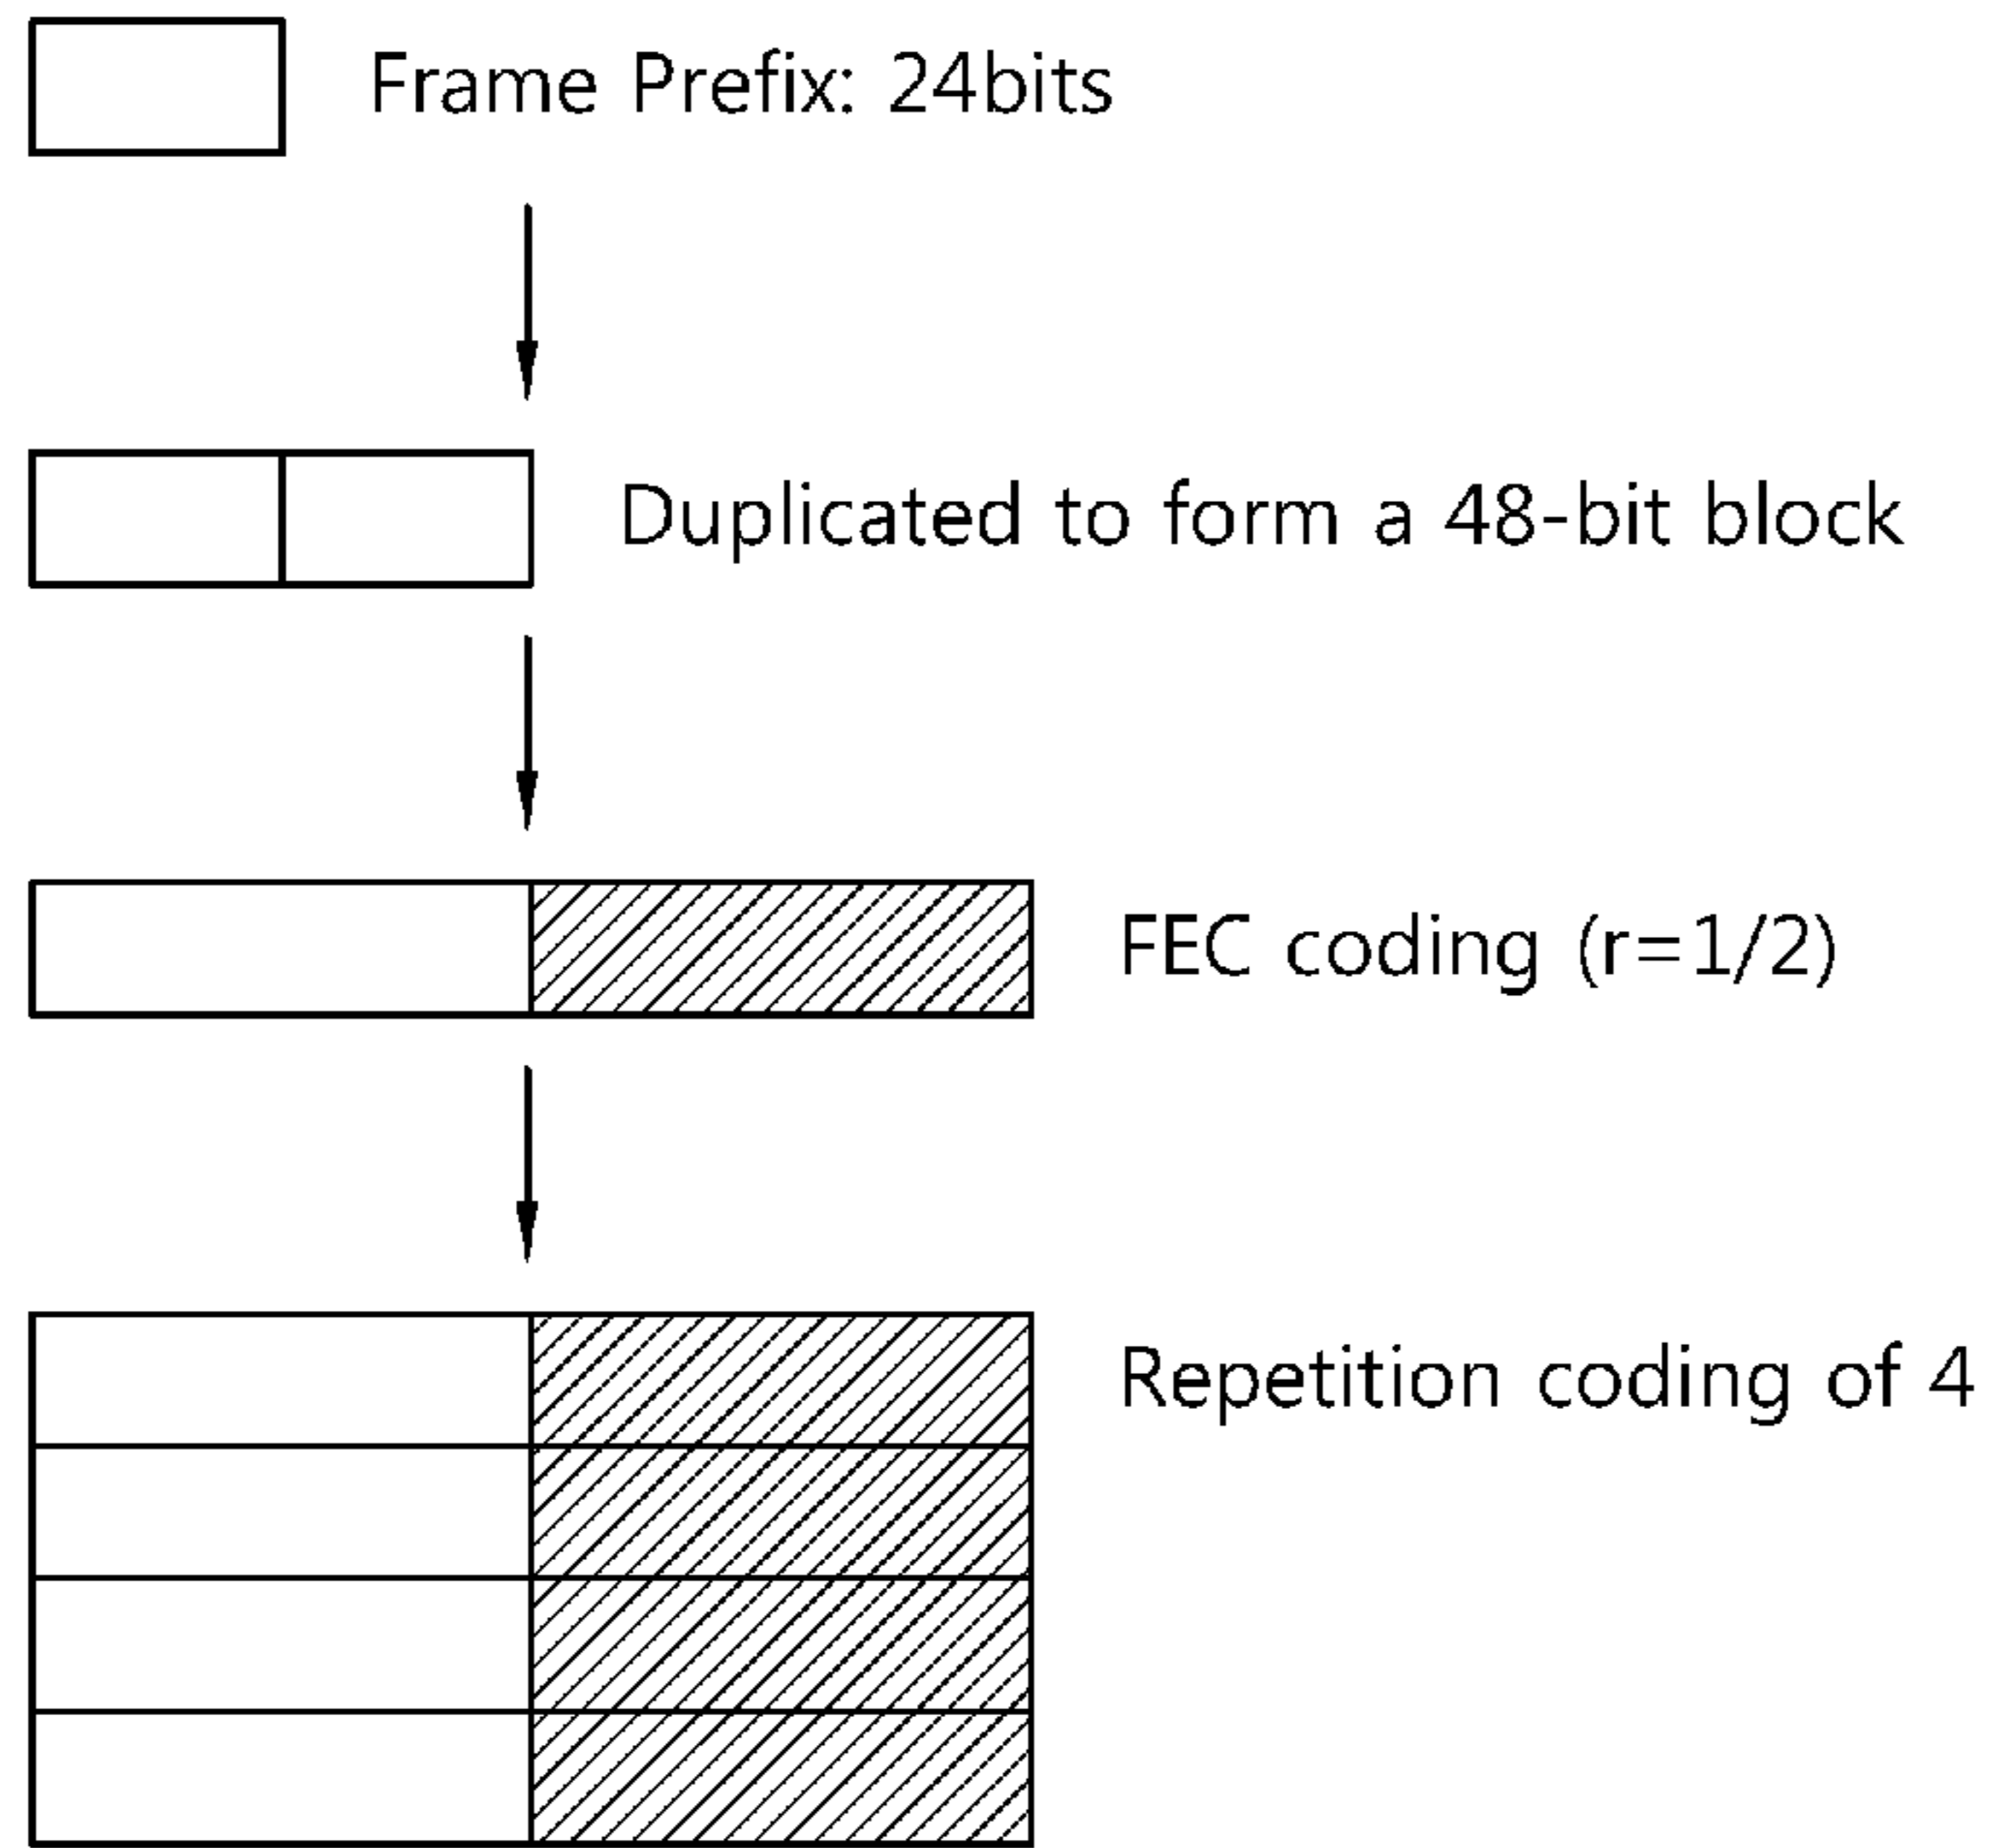 Frame Prefix: 24bits
Duplicated to form a 48-bit block
FEC coding (r=1/2)
Repetition coding of 4